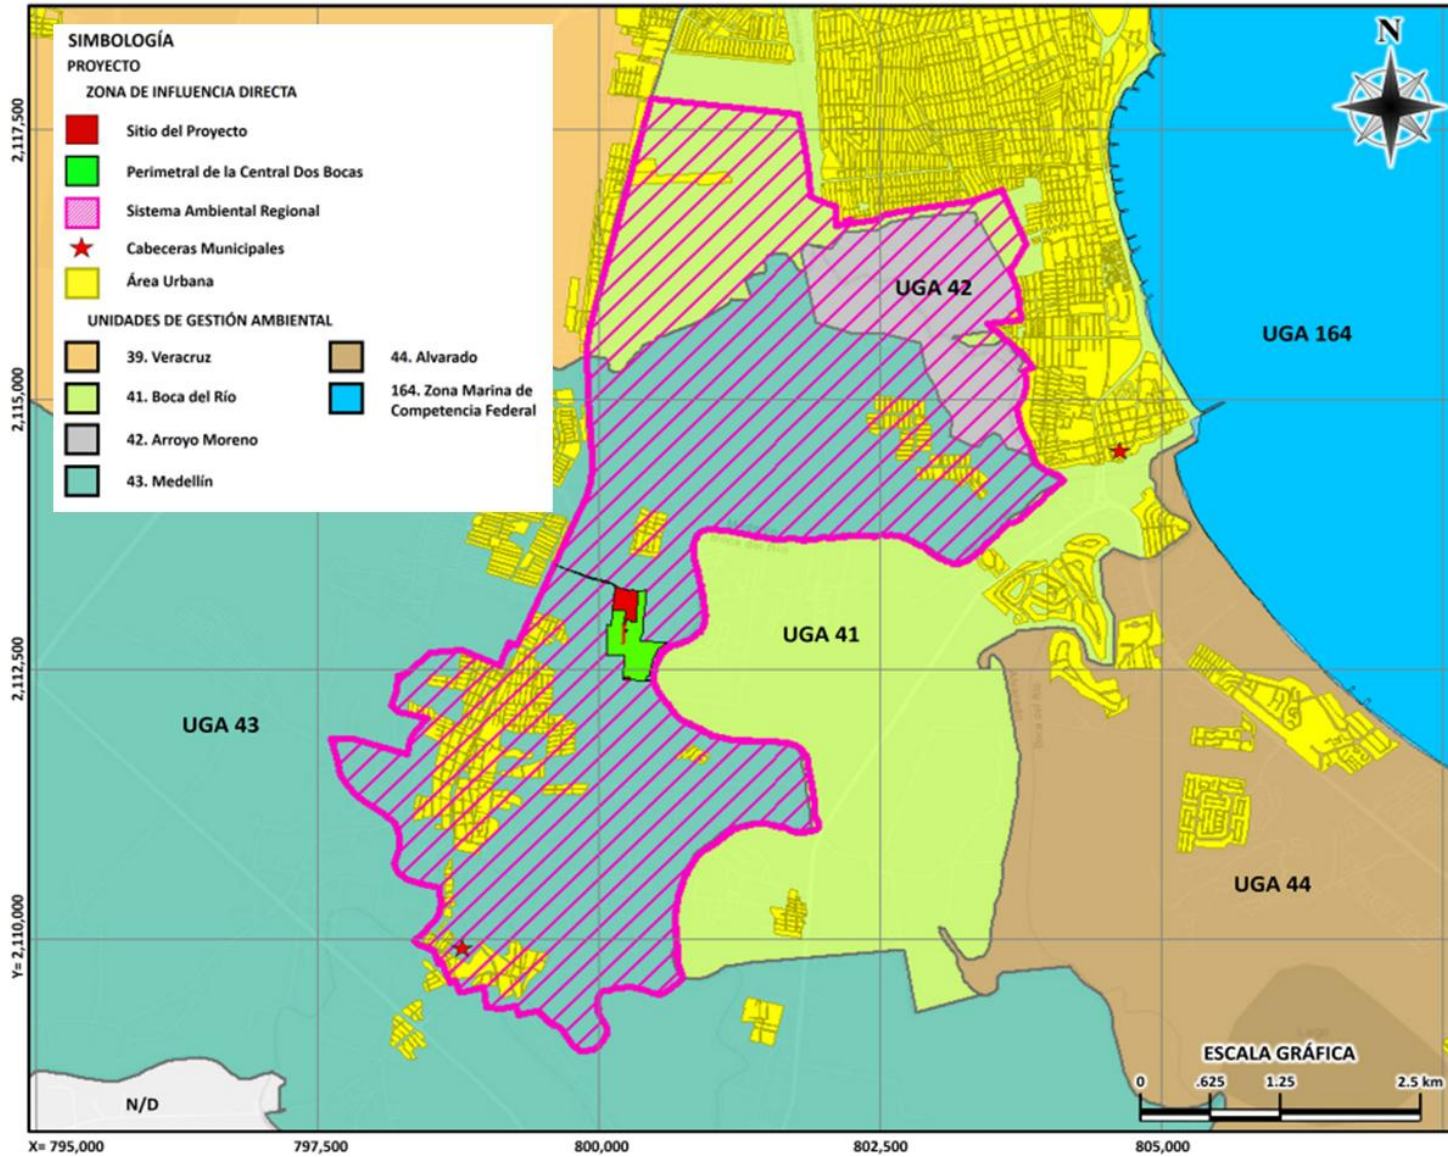 SIMBOLOGÍA
PROYECTO
ZONA DE INFLUENCIA DIRECTA
Sitio del Proyecto
Perimetral de la Central Dos Bocas
Sistema Ambiental Regional
Cabeceras Municipales
Área Urbana
UNIDADES DE GESTIÓN AMBIENTAL
39. Veracruz
41. Boca del Río
42. Arroyo Moreno
43. Medellín
44. Alvarado
164. Zona Marina de
Competencia Federal
N
UGA 42
UGA 164
UGA 41
UGA 43
UGA 44
N/D
Boca del Río
Lago
ESCALA GRÁFICA
0 .625 1.25 2.5 km
2,117,500
2,115,000
2,112,500
Y= 2,110,000
X= 795,000 797,500 800,000 802,500 805,000